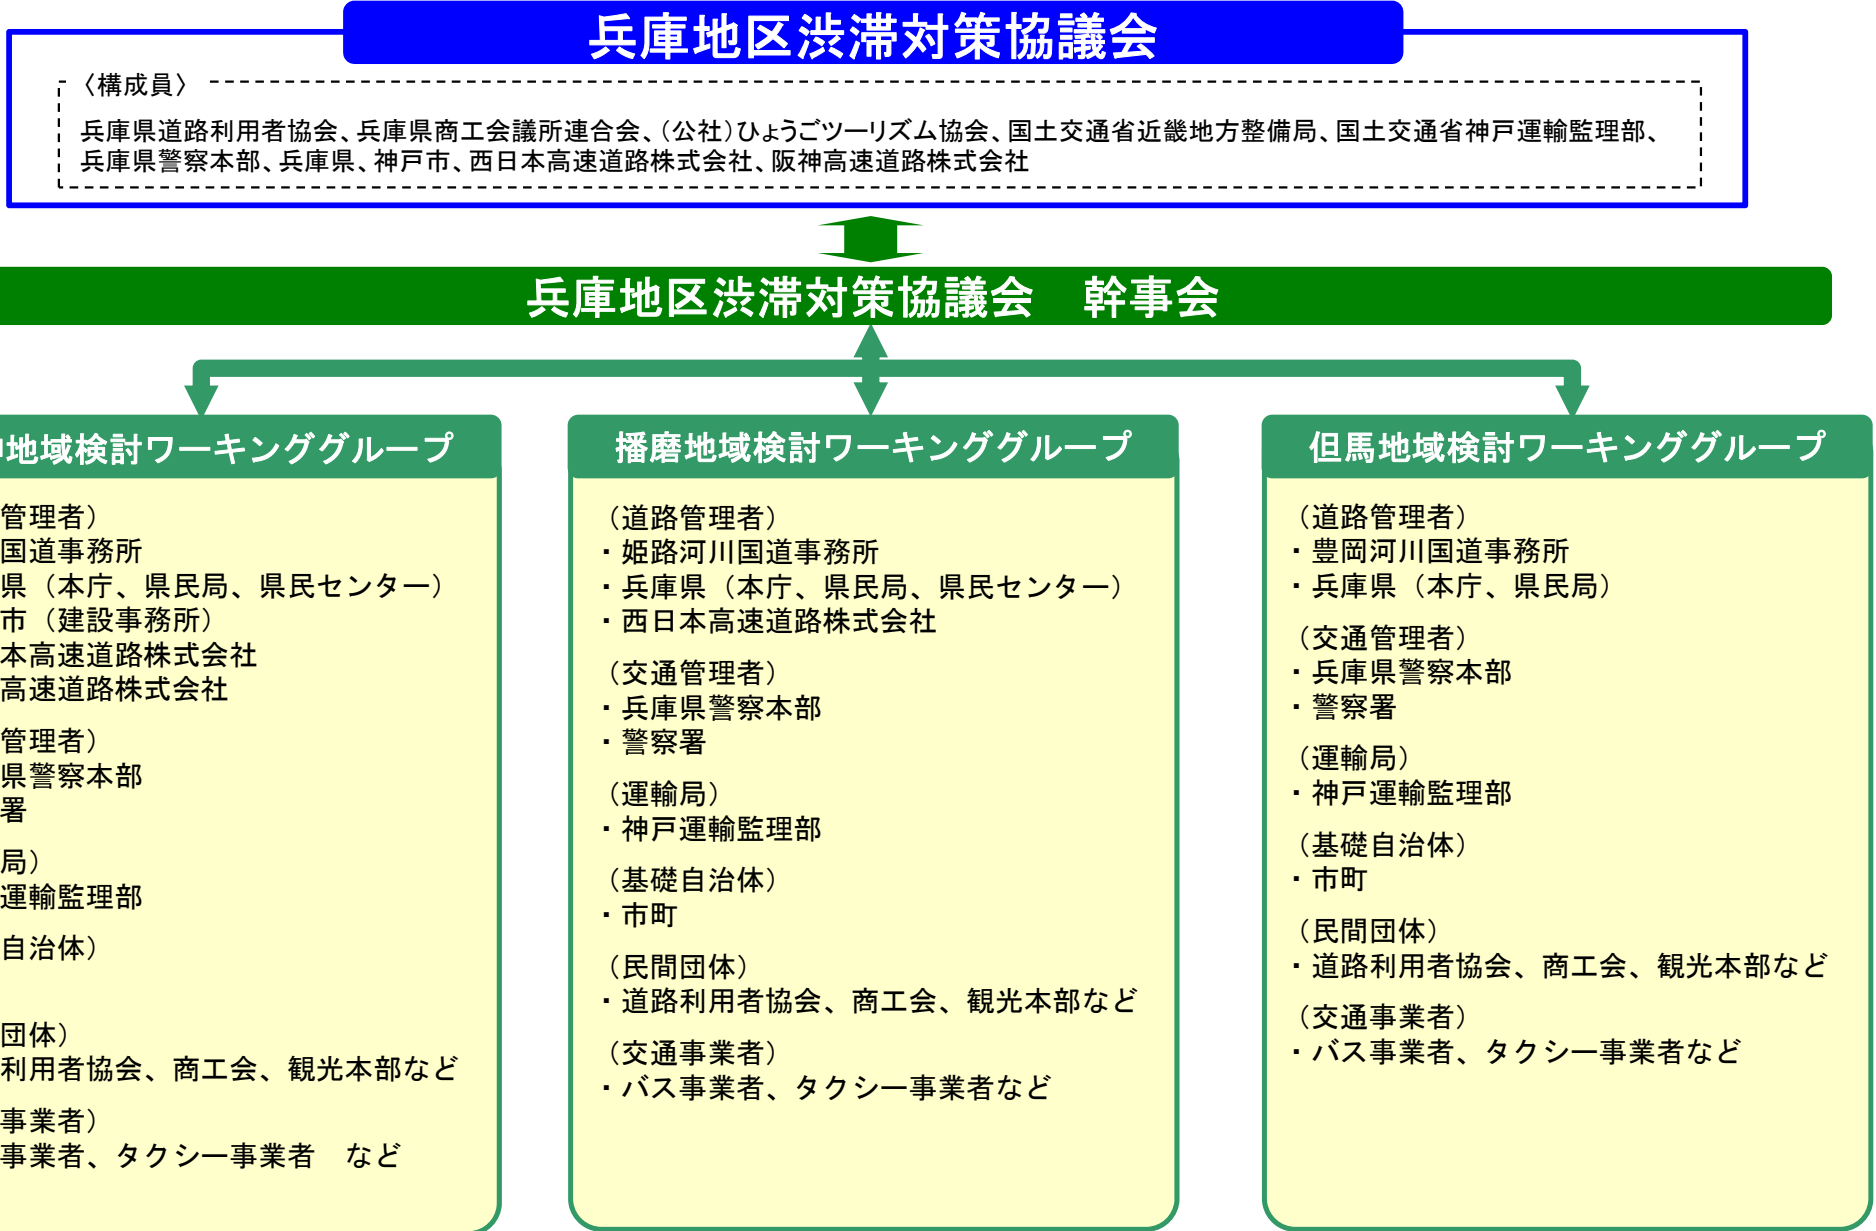 兵庫地区渋滞対策協議会
〈構成員〉
兵庫県道路利用者協会、兵庫県商工会議所連合会、（公社）ひょうごツーリズム協会、国土交通省近畿地方整備局、国土交通省神戸運輸監理部、
兵庫県警察本部、兵庫県、神戸市、西日本高速道路株式会社、阪神高速道路株式会社
兵庫地区渋滞対策協議会　幹事会
地域検討ワーキンググループ
管理者）
国道事務所
県（本庁、県民局、県民センター）
市（建設事務所）
本高速道路株式会社
高速道路株式会社
管理者）
県警察本部
署
局）
運輸監理部
自治体）
団体）
利用者協会、商工会、観光本部など
事業者）
事業者、タクシー事業者　など
播磨地域検討ワーキンググループ
（道路管理者）
・姫路河川国道事務所
・兵庫県（本庁、県民局、県民センター）
・西日本高速道路株式会社
（交通管理者）
・兵庫県警察本部
・警察署
（運輸局）
・神戸運輸監理部
（基礎自治体）
・市町
（民間団体）
・道路利用者協会、商工会、観光本部など
（交通事業者）
・バス事業者、タクシー事業者など
但馬地域検討ワーキンググループ
（道路管理者）
・豊岡河川国道事務所
・兵庫県（本庁、県民局）
（交通管理者）
・兵庫県警察本部
・警察署
（運輸局）
・神戸運輸監理部
（基礎自治体）
・市町
（民間団体）
・道路利用者協会、商工会、観光本部など
（交通事業者）
・バス事業者、タクシー事業者など